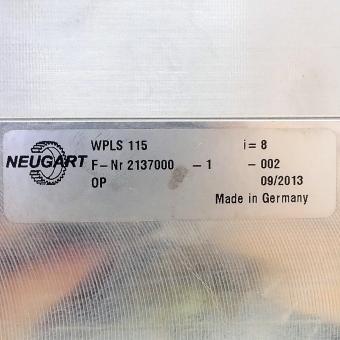 NEUGART
WPLS 115 i= 8
F-Nr 2137000 -1 -002
OP 09/2013
Made in Germany